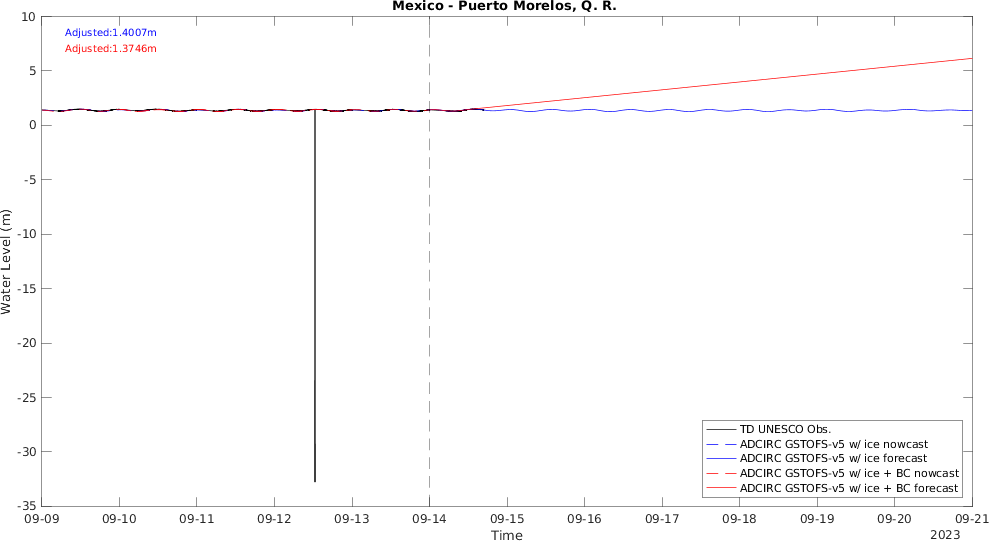 Mexico - Puerto Morelos, Q. R.
Adjusted:1.4007m
Adjusted:1.3746m
10
5
0
-5
-10
-15
-20
-25
-30
-35
Water Level (m)
TD UNESCO Obs.
ADCIRC GSTOFS-v5 w/ ice nowcast
ADCIRC GSTOFS-v5 w/ ice forecast
ADCIRC GSTOFS-v5 w/ ice + BC nowcast
ADCIRC GSTOFS-v5 w/ ice + BC forecast
09-09 09-10 09-11 09-12 09-13 09-14 09-15 09-16 09-17 09-18 09-19 09-20 09-21
Time
2023